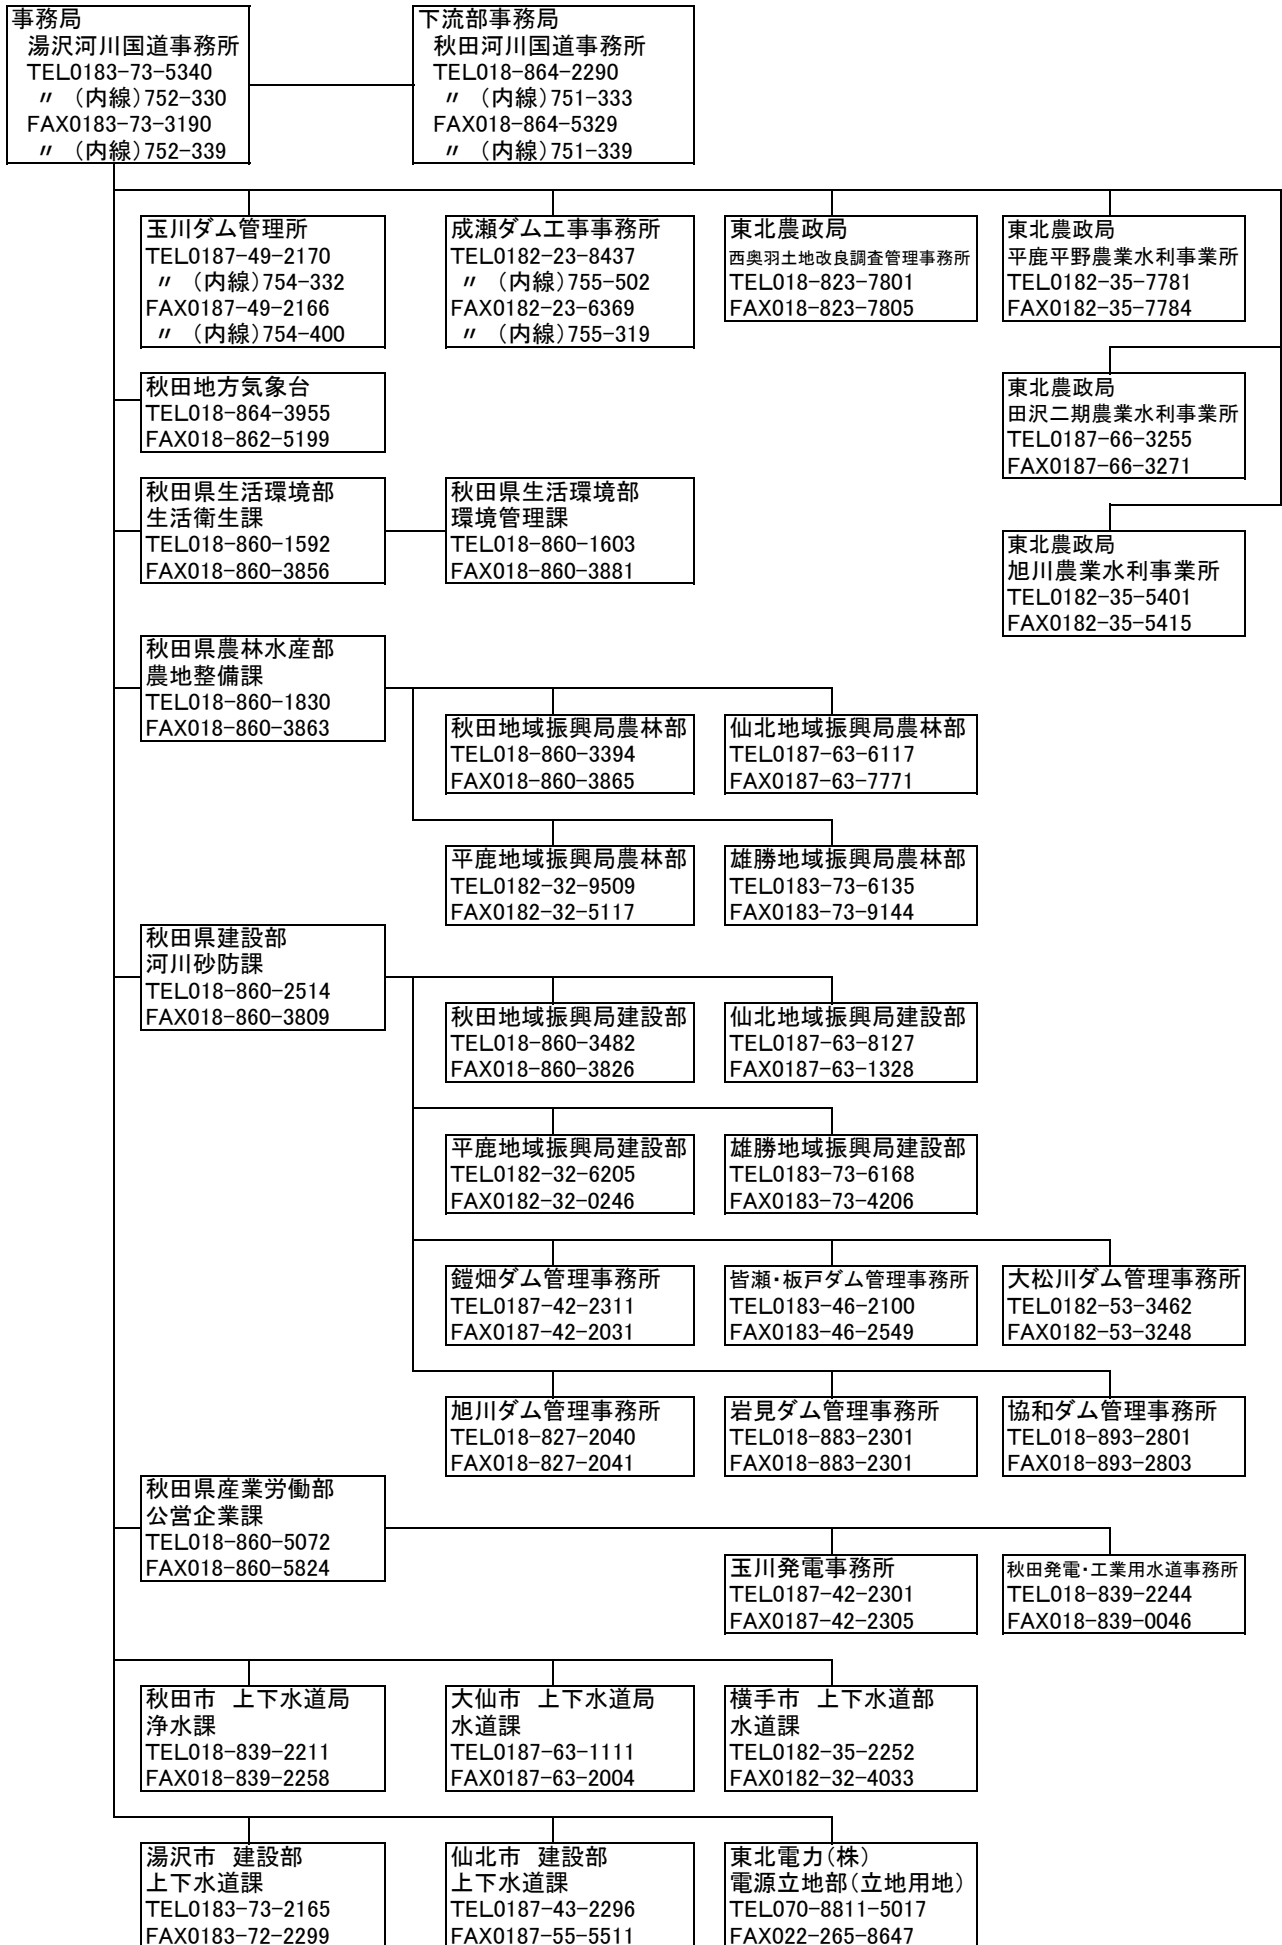 事務局
湯沢河川国道事務所
TEL0183-73-5340
〃 (内線)752-330
FAX0183-73-3190
〃 (内線)752-339
下流部事務局
秋田河川国道事務所
TEL018-864-2290
〃 (内線)751-333
FAX018-864-5329
〃 (内線)751-339
玉川ダム管理所
TEL0187-49-2170
〃 (内線)754-332
FAX0187-49-2166
〃 (内線)754-400
成瀬ダム工事事務所
TEL0182-23-8437
〃 (内線)755-502
FAX0182-23-6369
〃 (内線)755-319
東北農政局
西奥羽土地改良調査管理事務所
TEL018-823-7801
FAX018-823-7805
東北農政局
平鹿平野農業水利事業所
TEL0182-35-7781
FAX0182-35-7784
秋田地方気象台
TEL018-864-3955
FAX018-862-5199
東北農政局
田沢二期農業水利事業所
TEL0187-66-3255
FAX0187-66-3271
秋田県生活環境部
生活衛生課
TEL018-860-1592
FAX018-860-3856
秋田県生活環境部
環境管理課
TEL018-860-1603
FAX018-860-3881
東北農政局
旭川農業水利事業所
TEL0182-35-5401
FAX0182-35-5415
秋田県農林水産部
農地整備課
TEL018-860-1830
FAX018-860-3863
秋田地域振興局農林部
TEL018-860-3394
FAX018-860-3865
仙北地域振興局農林部
TEL0187-63-6117
FAX0187-63-7771
平鹿地域振興局農林部
TEL0182-32-9509
FAX0182-32-5117
雄勝地域振興局農林部
TEL0183-73-6135
FAX0183-73-9144
秋田県建設部
河川砂防課
TEL018-860-2514
FAX018-860-3809
秋田地域振興局建設部
TEL018-860-3482
FAX018-860-3826
仙北地域振興局建設部
TEL0187-63-8127
FAX0187-63-1328
平鹿地域振興局建設部
TEL0182-32-6205
FAX0182-32-0246
雄勝地域振興局建設部
TEL0183-73-6168
FAX0183-73-4206
鎧畑ダム管理事務所
TEL0187-42-2311
FAX0187-42-2031
皆瀬・板戸ダム管理事務所
TEL0183-46-2100
FAX0183-46-2549
大松川ダム管理事務所
TEL0182-53-3462
FAX0182-53-3248
旭川ダム管理事務所
TEL018-827-2040
FAX018-827-2041
岩見ダム管理事務所
TEL018-883-2301
FAX018-883-2301
協和ダム管理事務所
TEL018-893-2801
FAX018-893-2803
秋田県産業労働部
公営企業課
TEL018-860-5072
FAX018-860-5824
玉川発電事務所
TEL0187-42-2301
FAX0187-42-2305
秋田発電・工業用水道事務所
TEL018-839-2244
FAX018-839-0046
秋田市 上下水道局
浄水課
TEL018-839-2211
FAX018-839-2258
大仙市 上下水道局
水道課
TEL0187-63-1111
FAX0187-63-2004
横手市 上下水道部
水道課
TEL0182-35-2252
FAX0182-32-4033
湯沢市 建設部
上下水道課
TEL0183-73-2165
FAX0183-72-2299
仙北市 建設部
上下水道課
TEL0187-43-2296
FAX0187-55-5511
東北電力(株)
電源立地部(立地用地)
TEL070-8811-5017
FAX022-265-8647